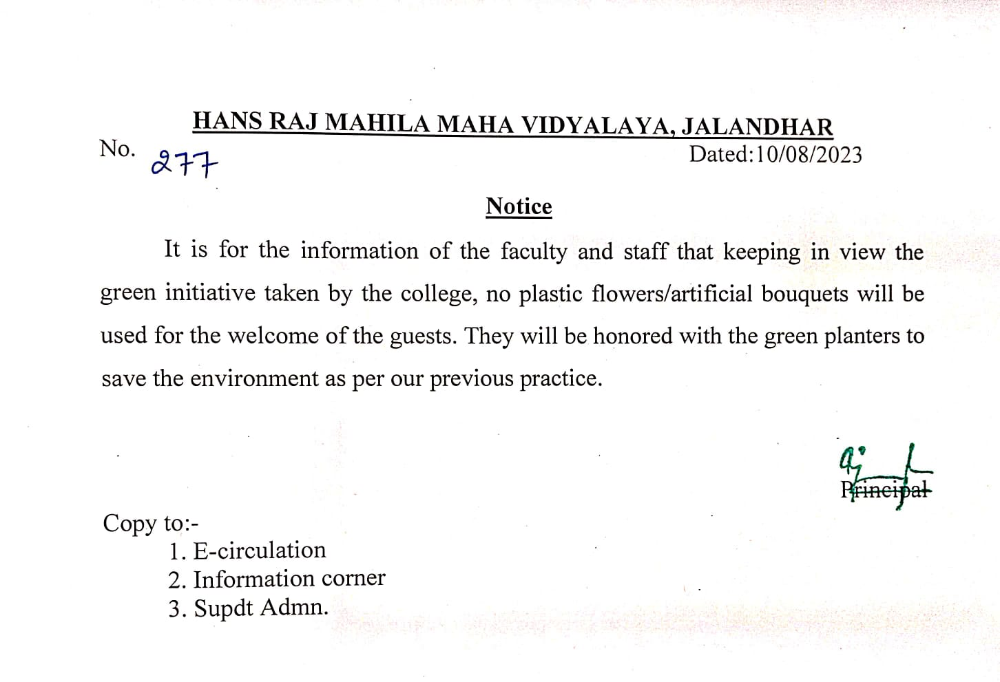 HANS RAJ MAHILA MAHA VIDYALAYA, JALANDHAR
No. 277 Dated:10/08/2023
Notice
It is for the information of the faculty and staff that keeping in view the
green initiative taken by the college, no plastic flowers/artificial bouquets will be
used for the welcome of the guests. They will be honored with the green planters to
save the environment as per our previous practice.
Principal
Copy to:-
1. E-circulation
2. Information corner
3. Supdt Admn.